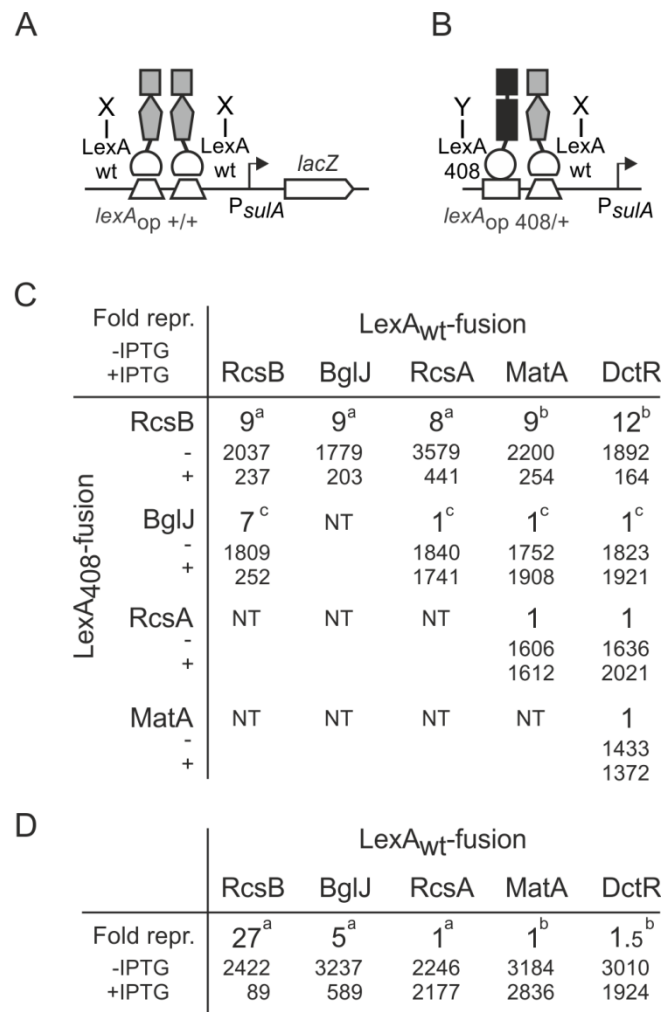 A
B
X X
LexA LexA
wt wt
lacZ
lexAop +/+
PsulA
Y X
LexA LexA
408 wt
lexAop 408/+
PsulA
C
Fold repr.
-IPTG
+IPTG
LexAwt-fusion
RcsB BglJ RcsA MatA DctR
LexA408-fusion
RcsB 9a 9a 8a 9b 12b
- 2037 1779 3579 2200 1892
+ 237 203 441 254 164
BglJ 7c NT 1c 1c 1c
- 1809 1840 1752 1823
+ 252 1741 1908 1921
RcsA NT NT NT 1 1
- 1606 1636
+ 1612 2021
MatA NT NT NT NT 1
- 1433
+ 1372
D
LexAwt-fusion
RcsB BglJ RcsA MatA DctR
Fold repr. 27a 5a 1a 1b 1.5b
-IPTG 2422 3237 2246 3184 3010
+IPTG 89 589 2177 2836 1924